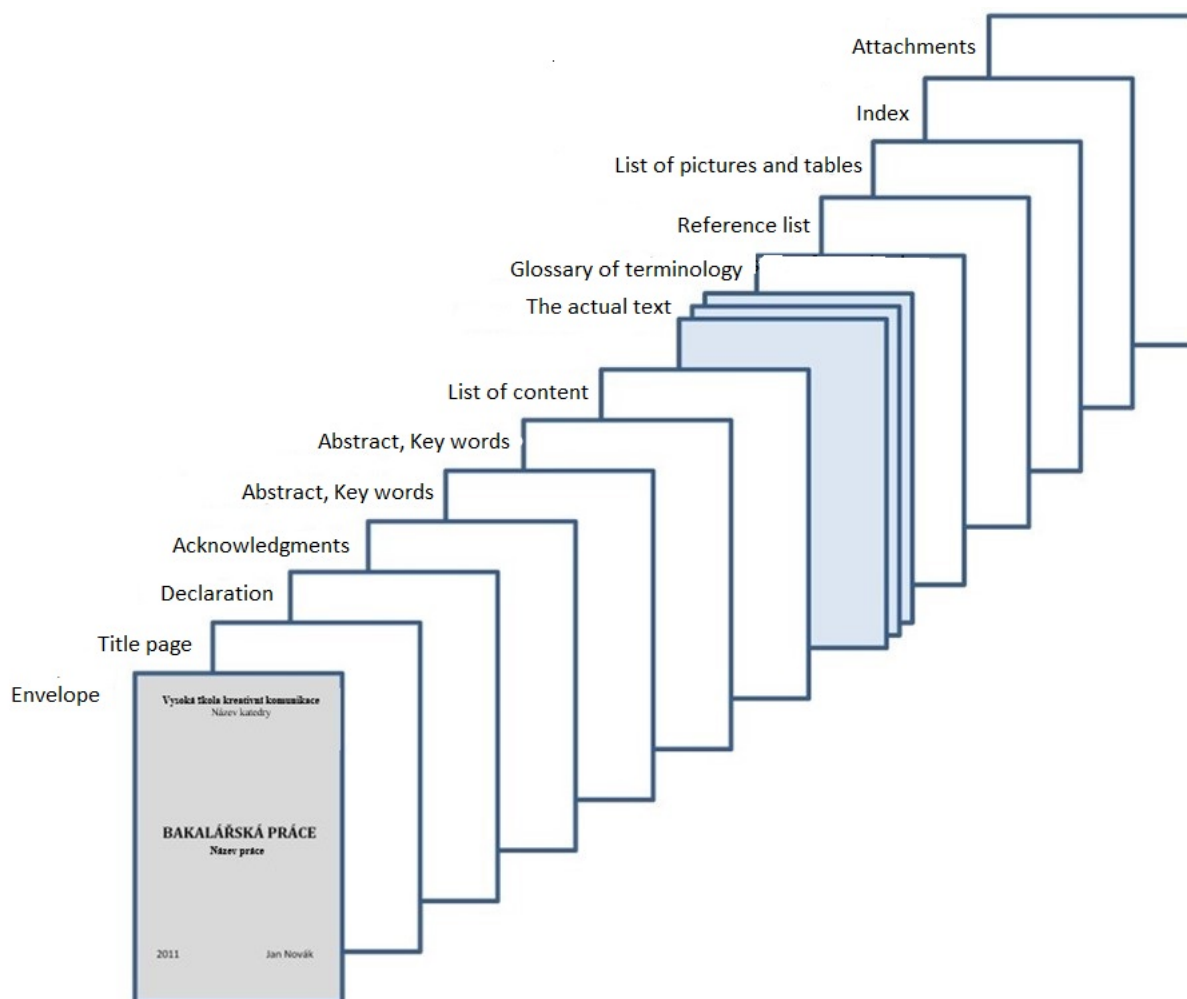 Attachments
Index
List of pictures and tables
Reference list
Glossary of terminology
The actual text
List of content
Abstract, Key words
Abstract, Key words
Acknowledgments
Declaration
Title page
Envelope
Vysoká škola kreativní komunikace
Název katedry
BAKALÁŘSKÁ PRÁCE
Název práce
2011 Jan Novák